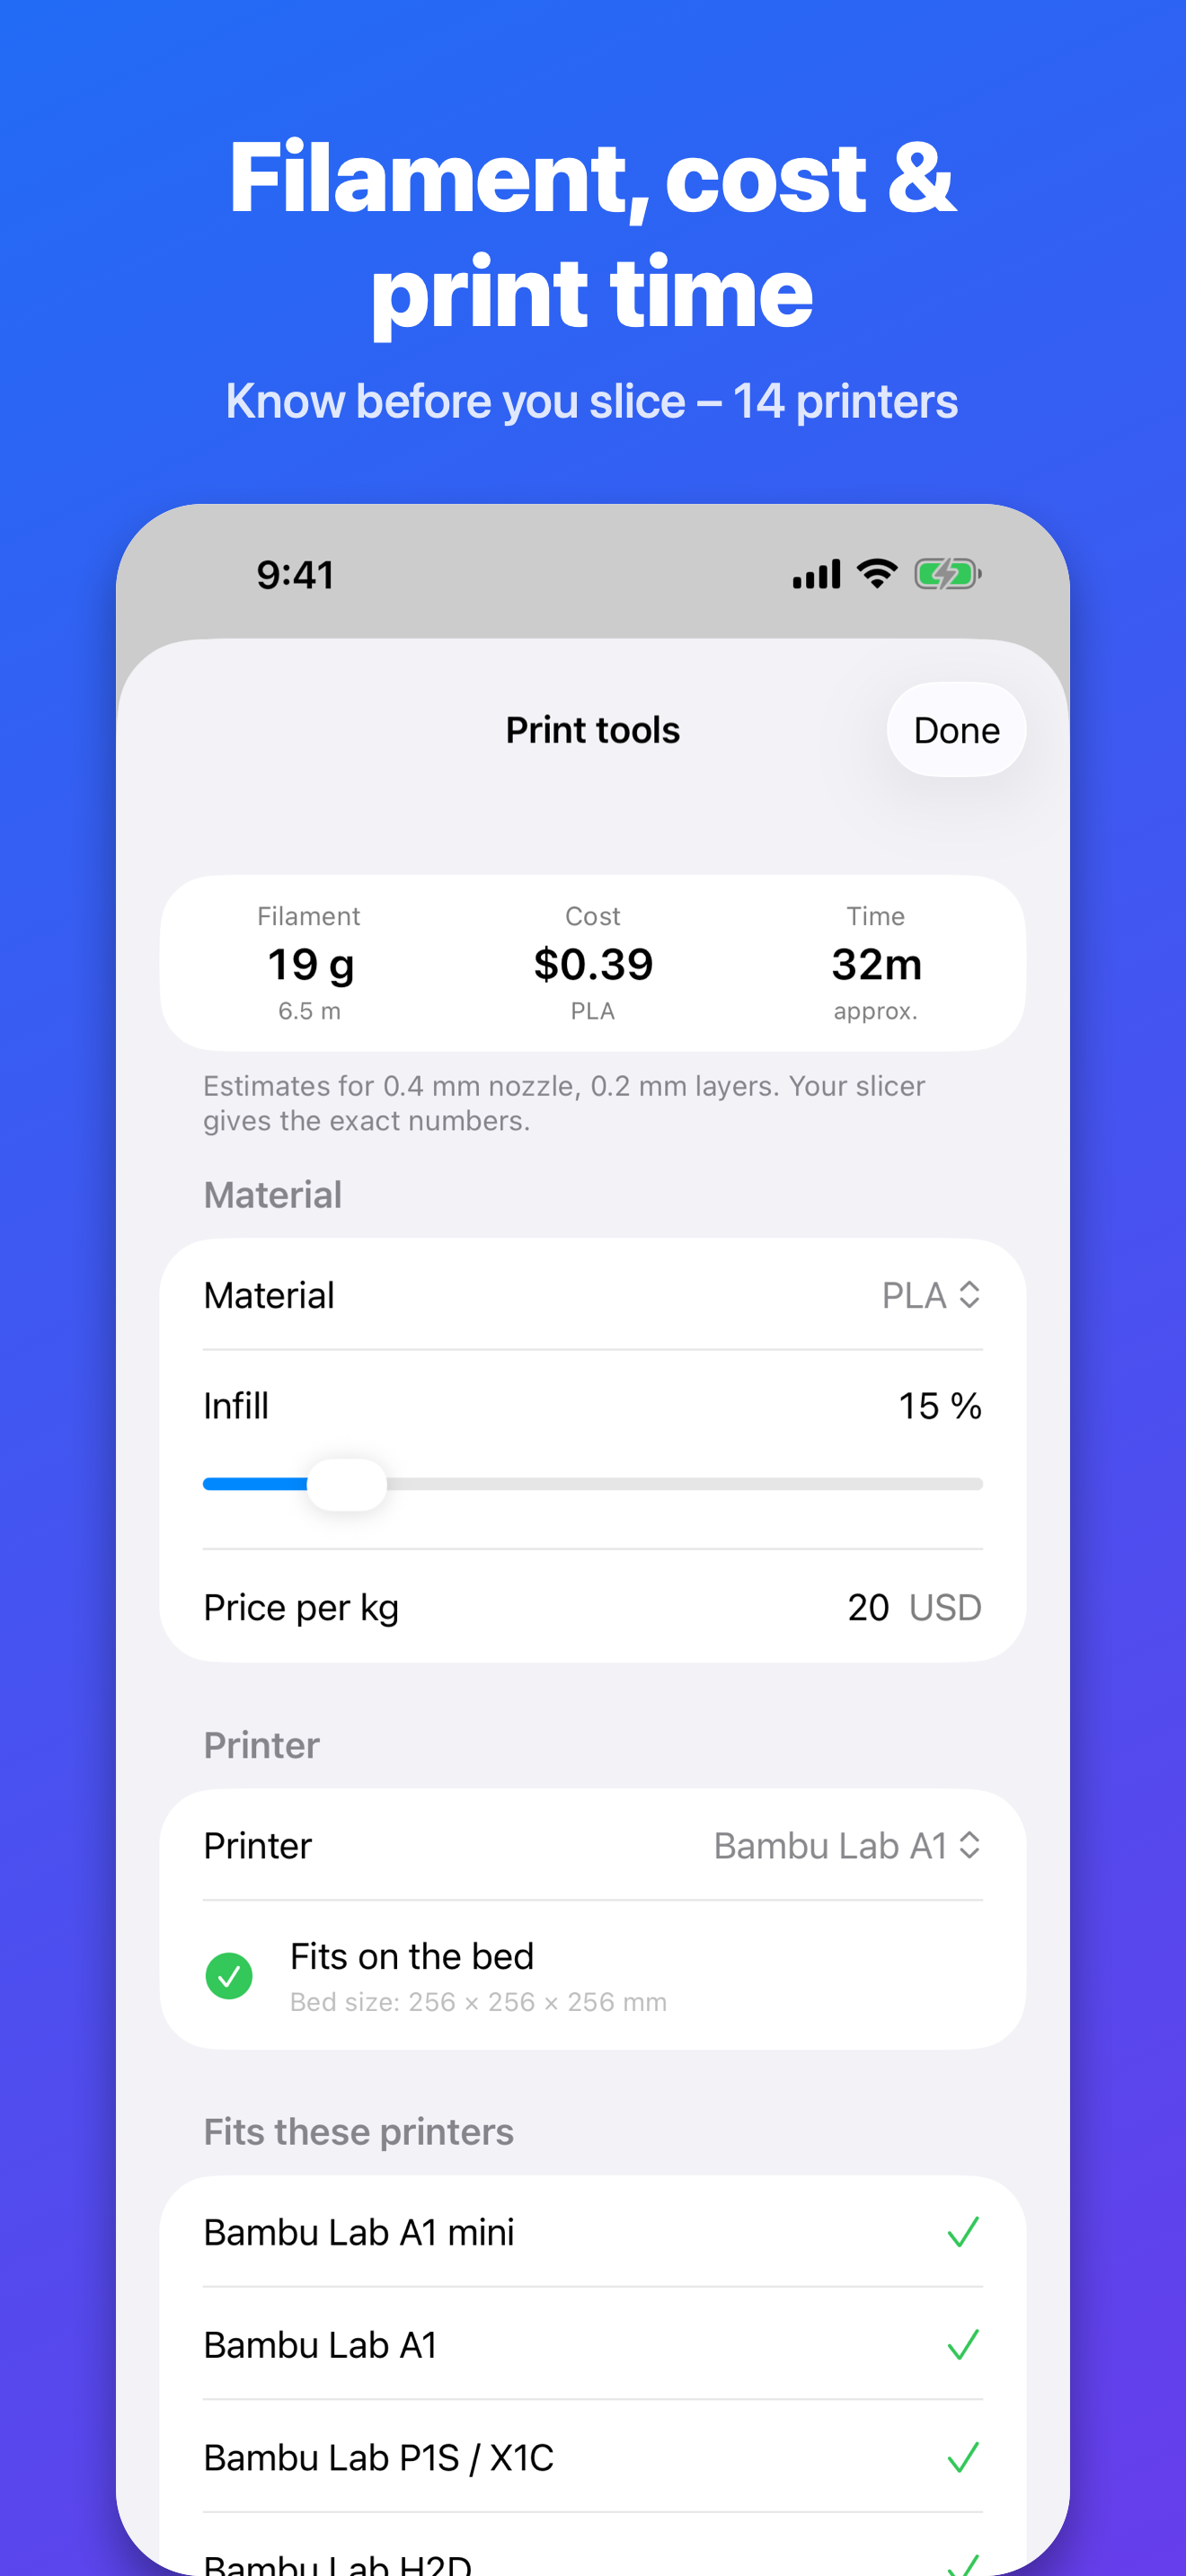 Filament, cost &
print time
Know before you slice – 14 printers
9:41
Print tools
Done
Filament
Cost
Time
19 g
$0.39
32m
6.5 m
PLA
approx.
Estimates for 0.4 mm nozzle, 0.2 mm layers. Your slicer
gives the exact numbers.
Material
Material
PLA
Infill
15 %
Price per kg
20 USD
Printer
Printer
Bambu Lab A1
Fits on the bed
Bed size: 256 × 256 × 256 mm
Fits these printers
Bambu Lab A1 mini
Bambu Lab A1
Bambu Lab P1S / X1C
Bambu Lab H2D